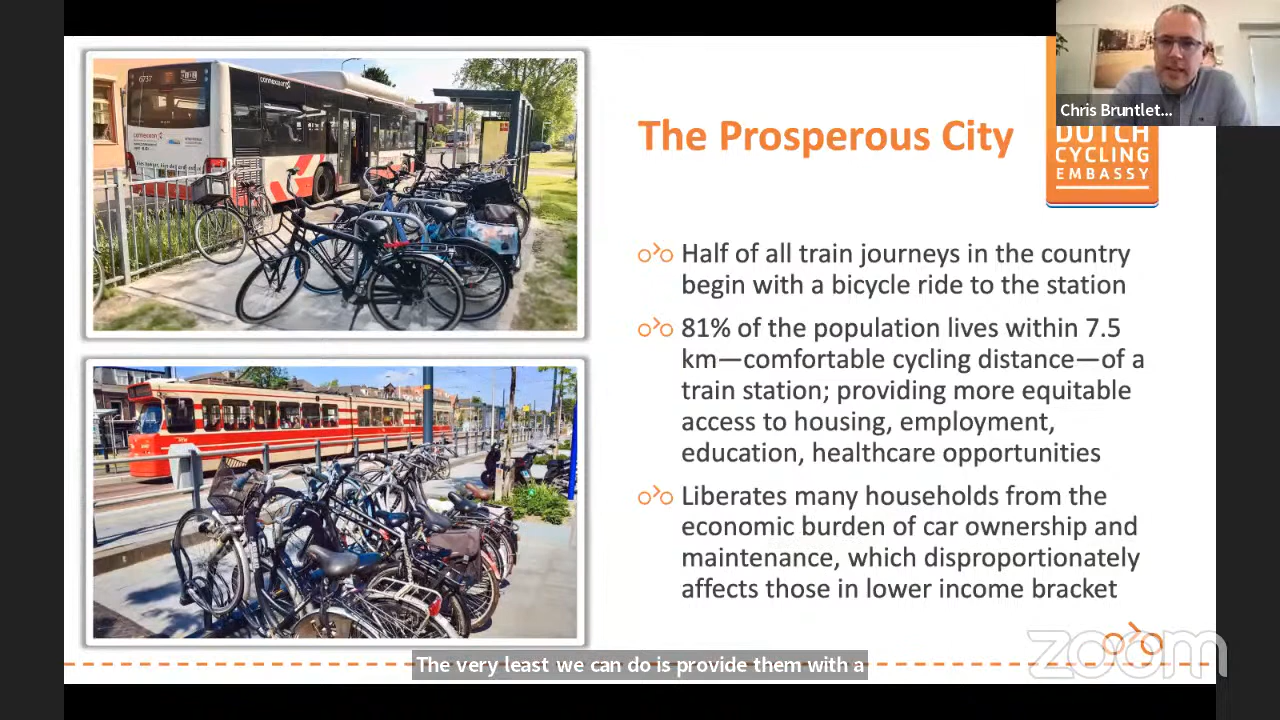 The Prosperous City
Chris Bruntlet...
DUTCH
CYCLING
EMBASSY
Half of all train journeys in the country
begin with a bicycle ride to the station
81% of the population lives within 7.5
km—comfortable cycling distance—of a
train station; providing more equitable
access to housing, employment,
education, healthcare opportunities
Liberates many households from the
economic burden of car ownership and
maintenance, which disproportionately
affects those in lower income bracket
zoom
The very least we can do is provide them with a
connexxion